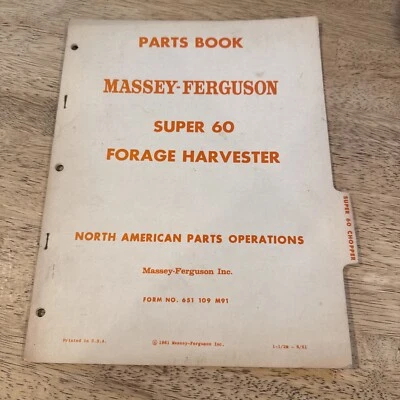 PARTS BOOK
MASSEY-FERGUSON
SUPER 60
FORAGE HARVESTER
SUPER 60 CHOPPER
NORTH AMERICAN PARTS OPERATIONS
Massey-Ferguson Inc.
FORM NO. 651 109 M91
Printed in U.S.A.
© 1961 Massey-Ferguson Inc.